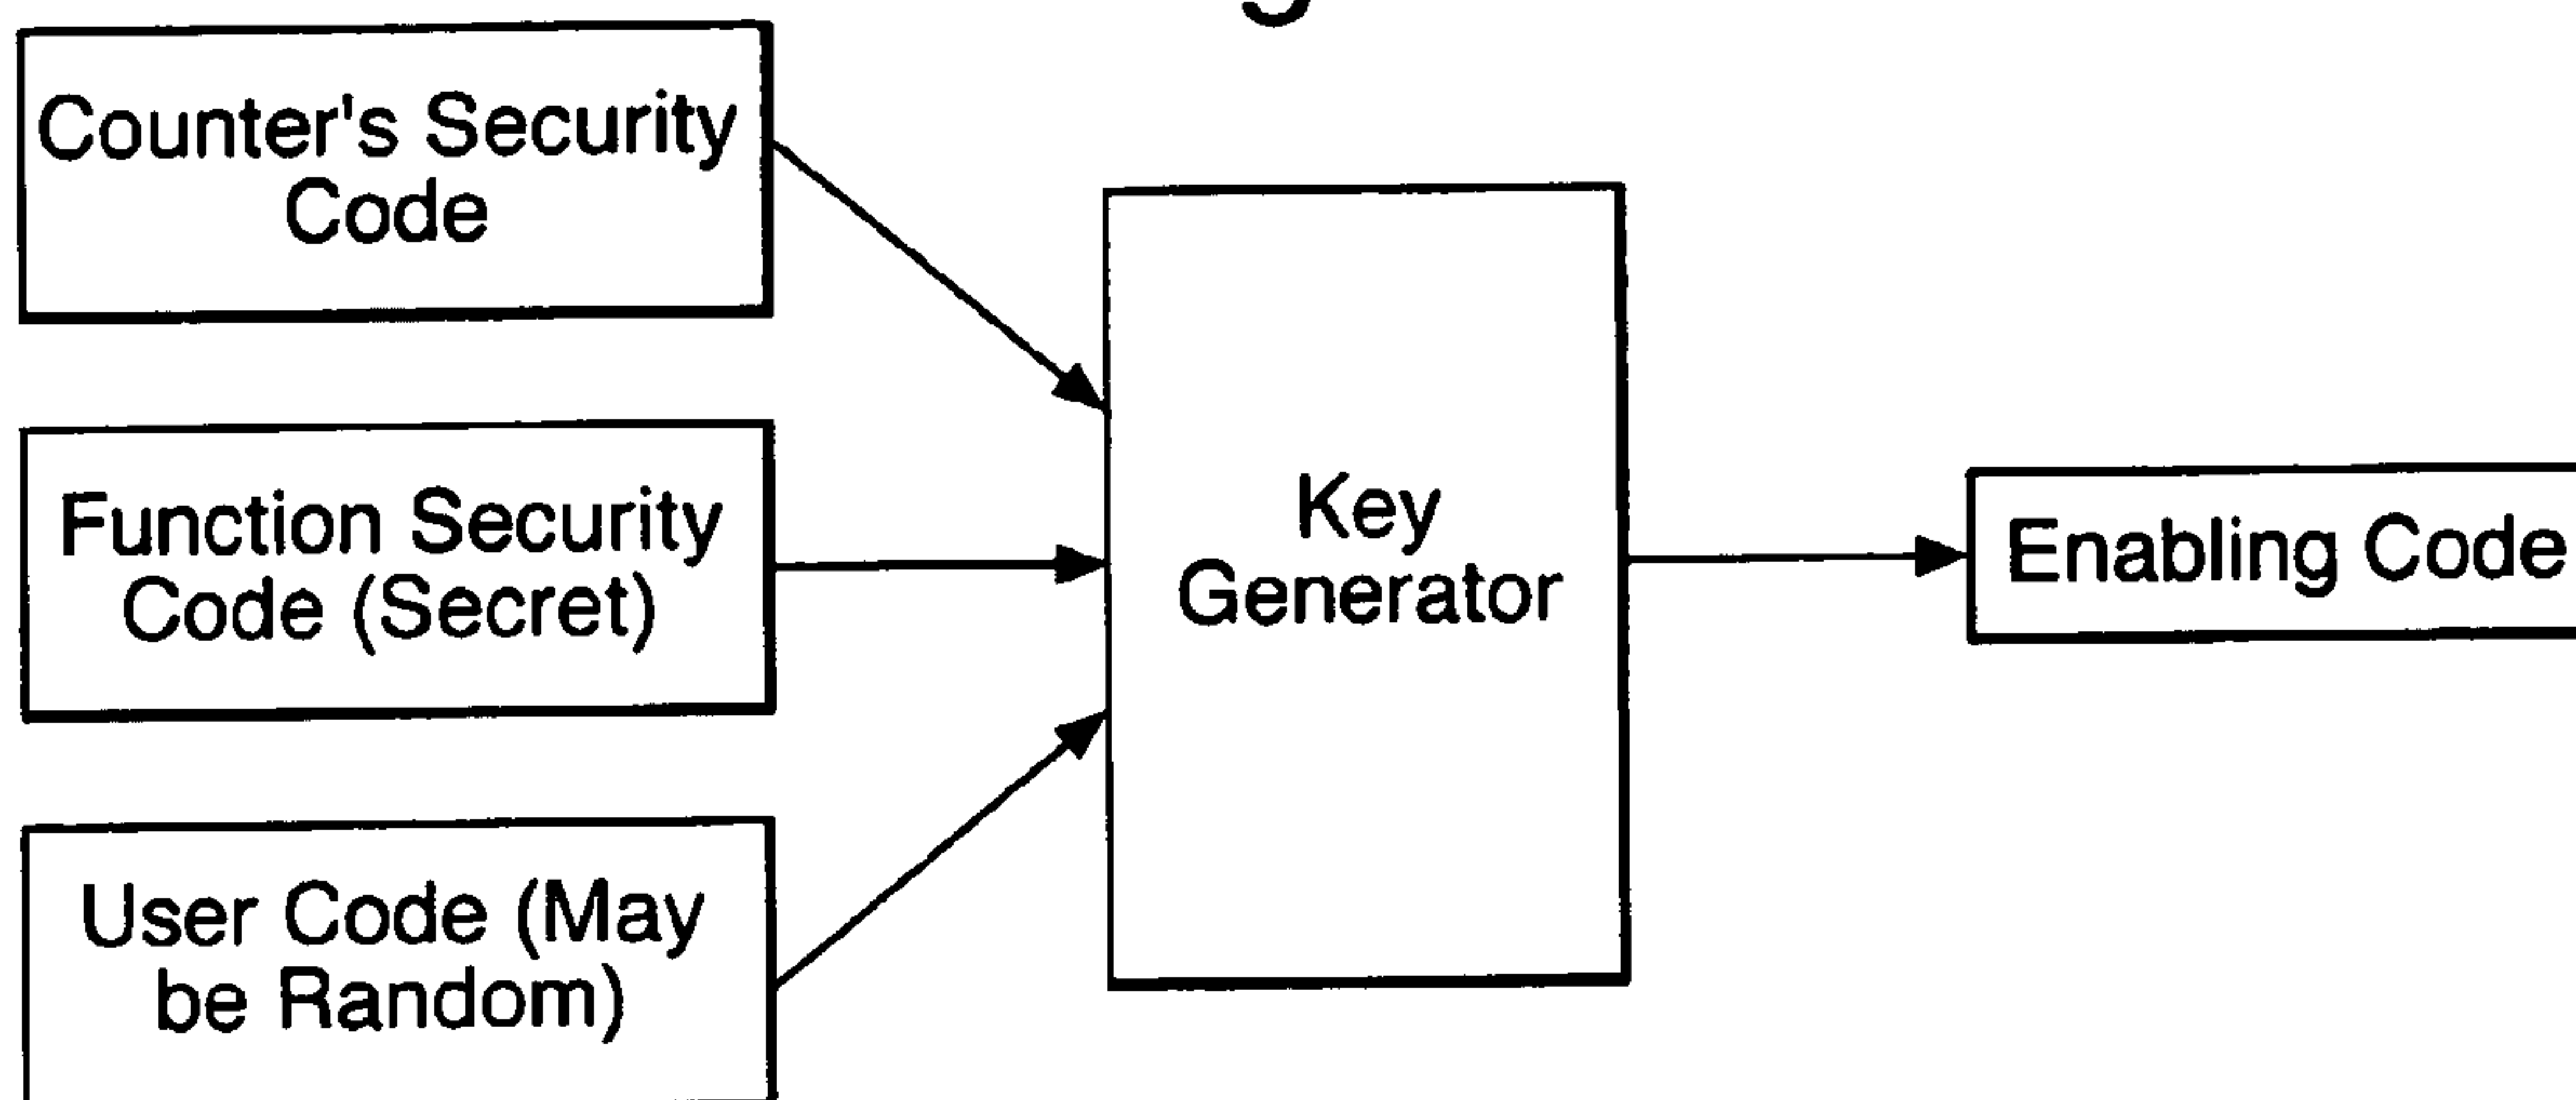 Counter's Security
Code
Function Security
Code (Secret)
User Code (May
be Random)
Key
Generator
Enabling Code